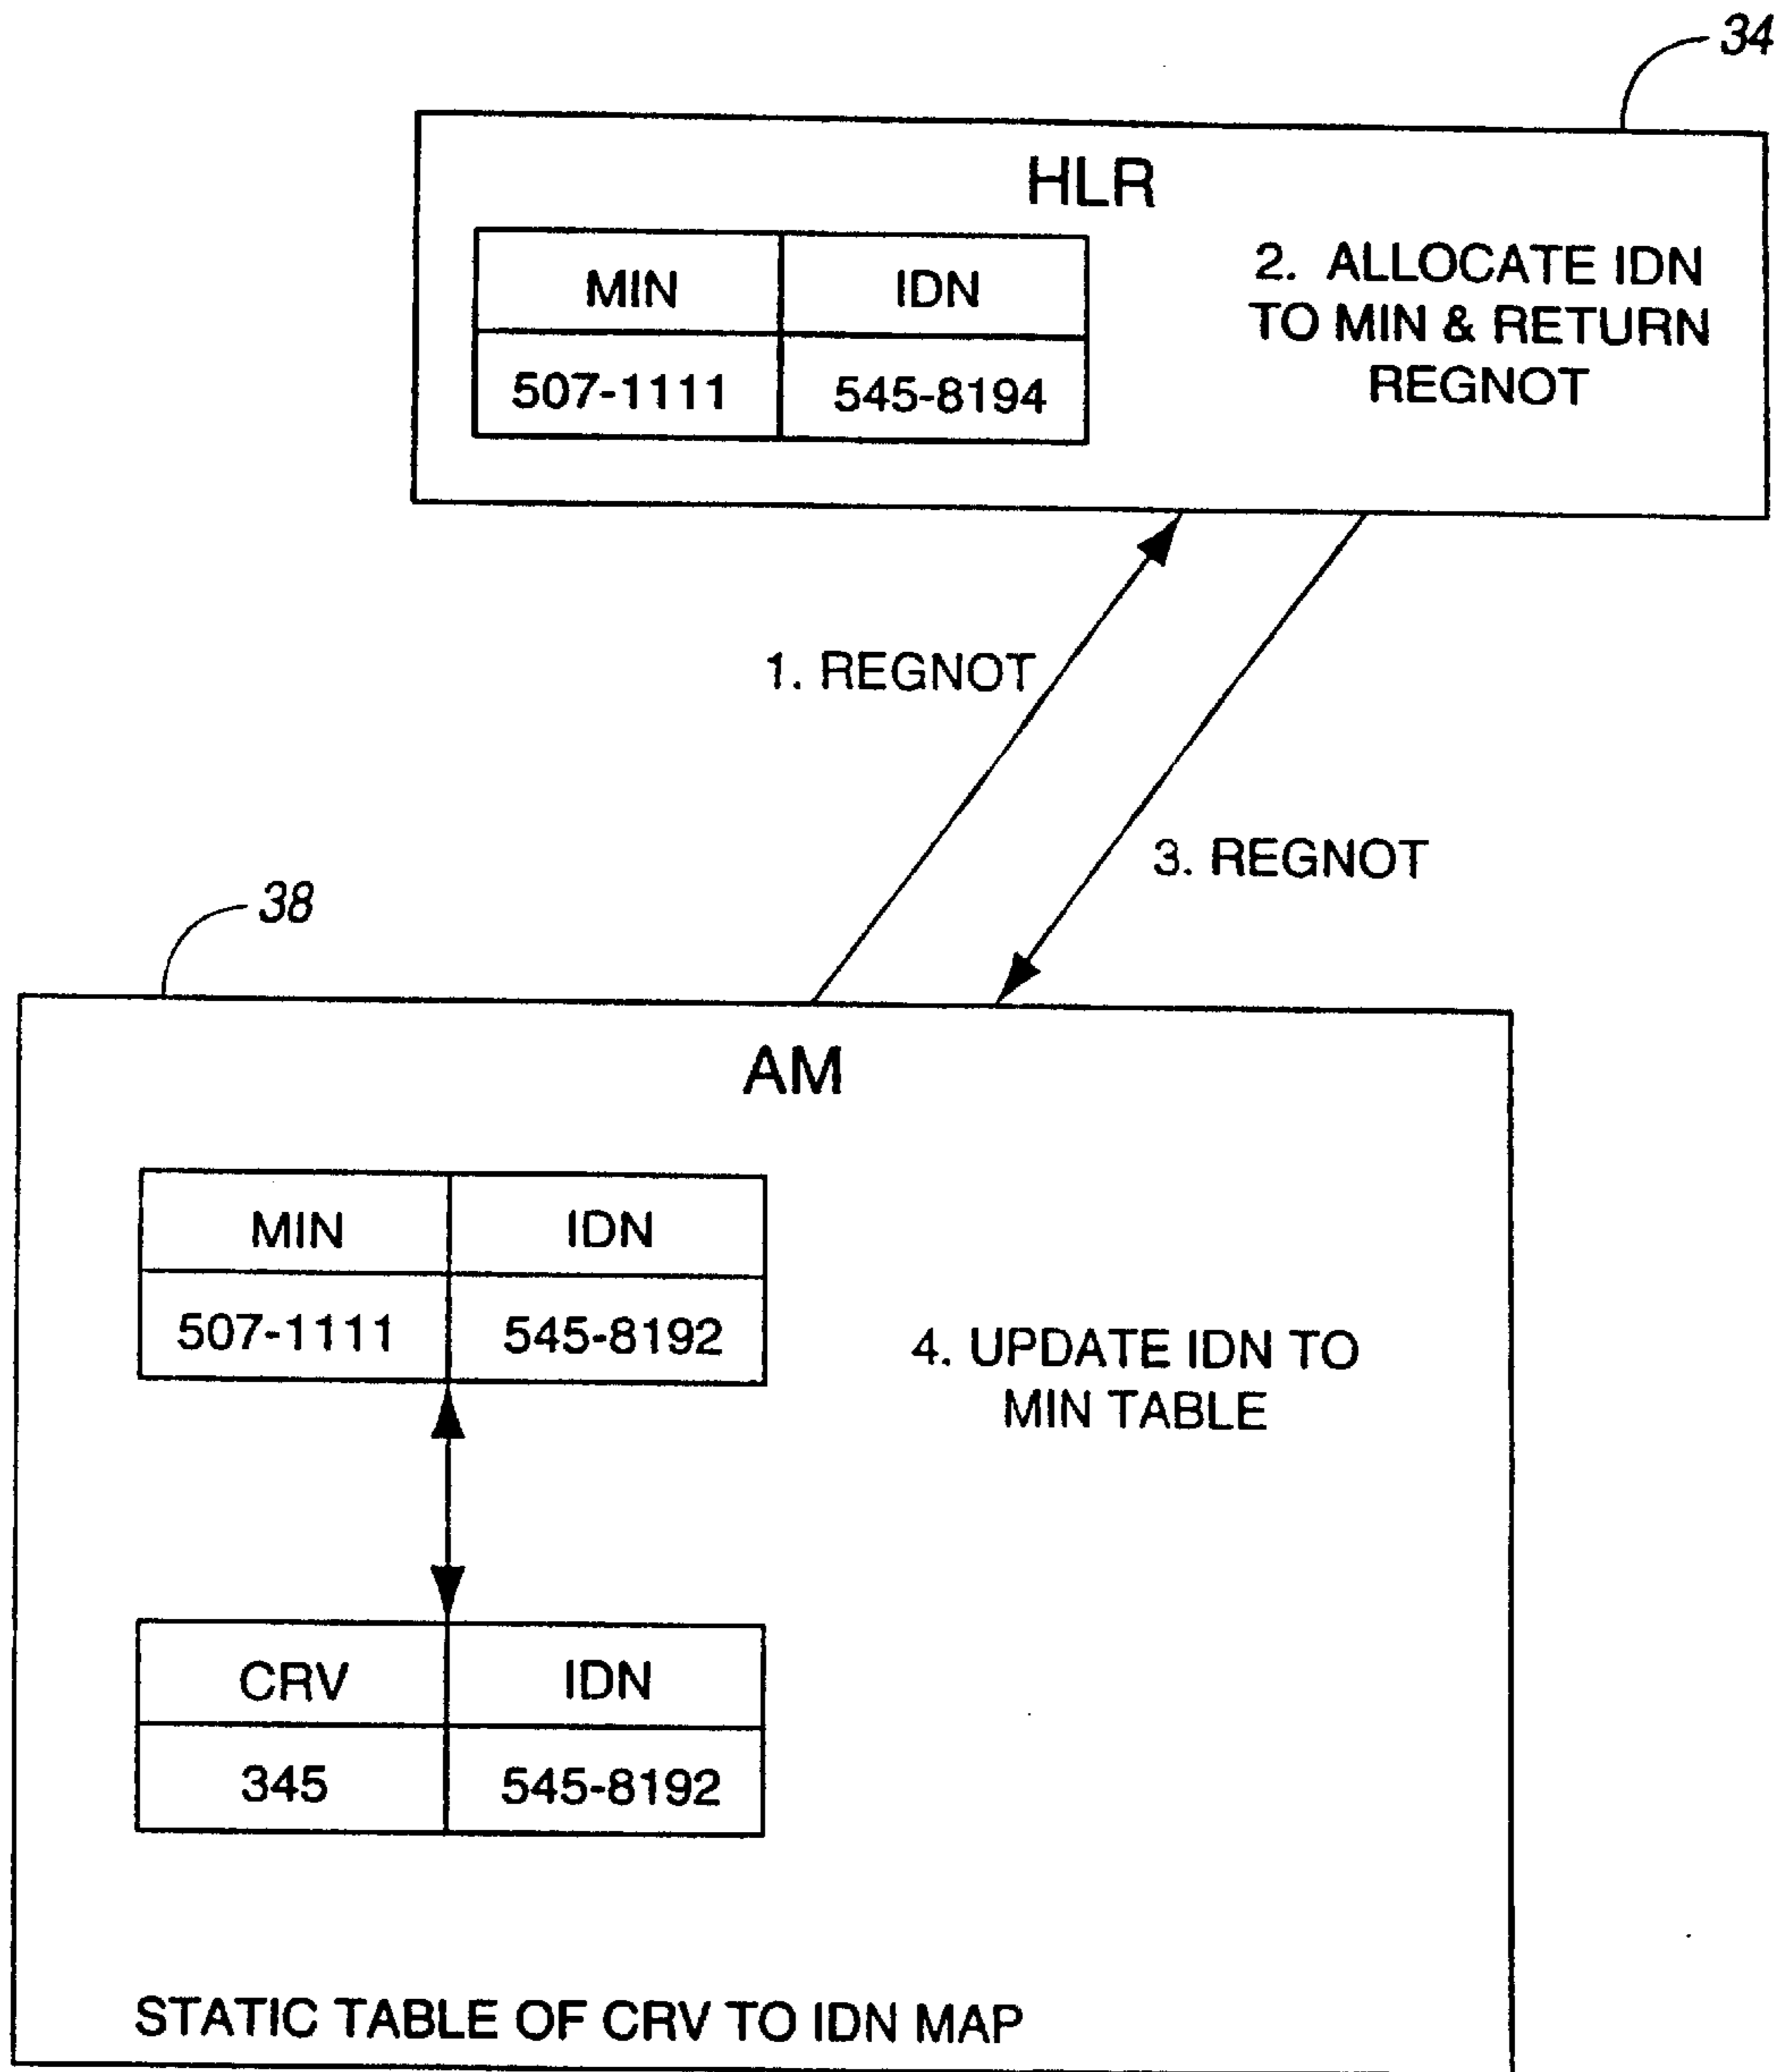 34
HLR
MIN IDN
507-1111 545-8194
2. ALLOCATE IDN
TO MIN & RETURN
REGNOT
1. REGNOT
3. REGNOT
38
AM
MIN IDN
507-1111 545-8192
4. UPDATE IDN TO
MIN TABLE
CRV IDN
345 545-8192
STATIC TABLE OF CRV TO IDN MAP